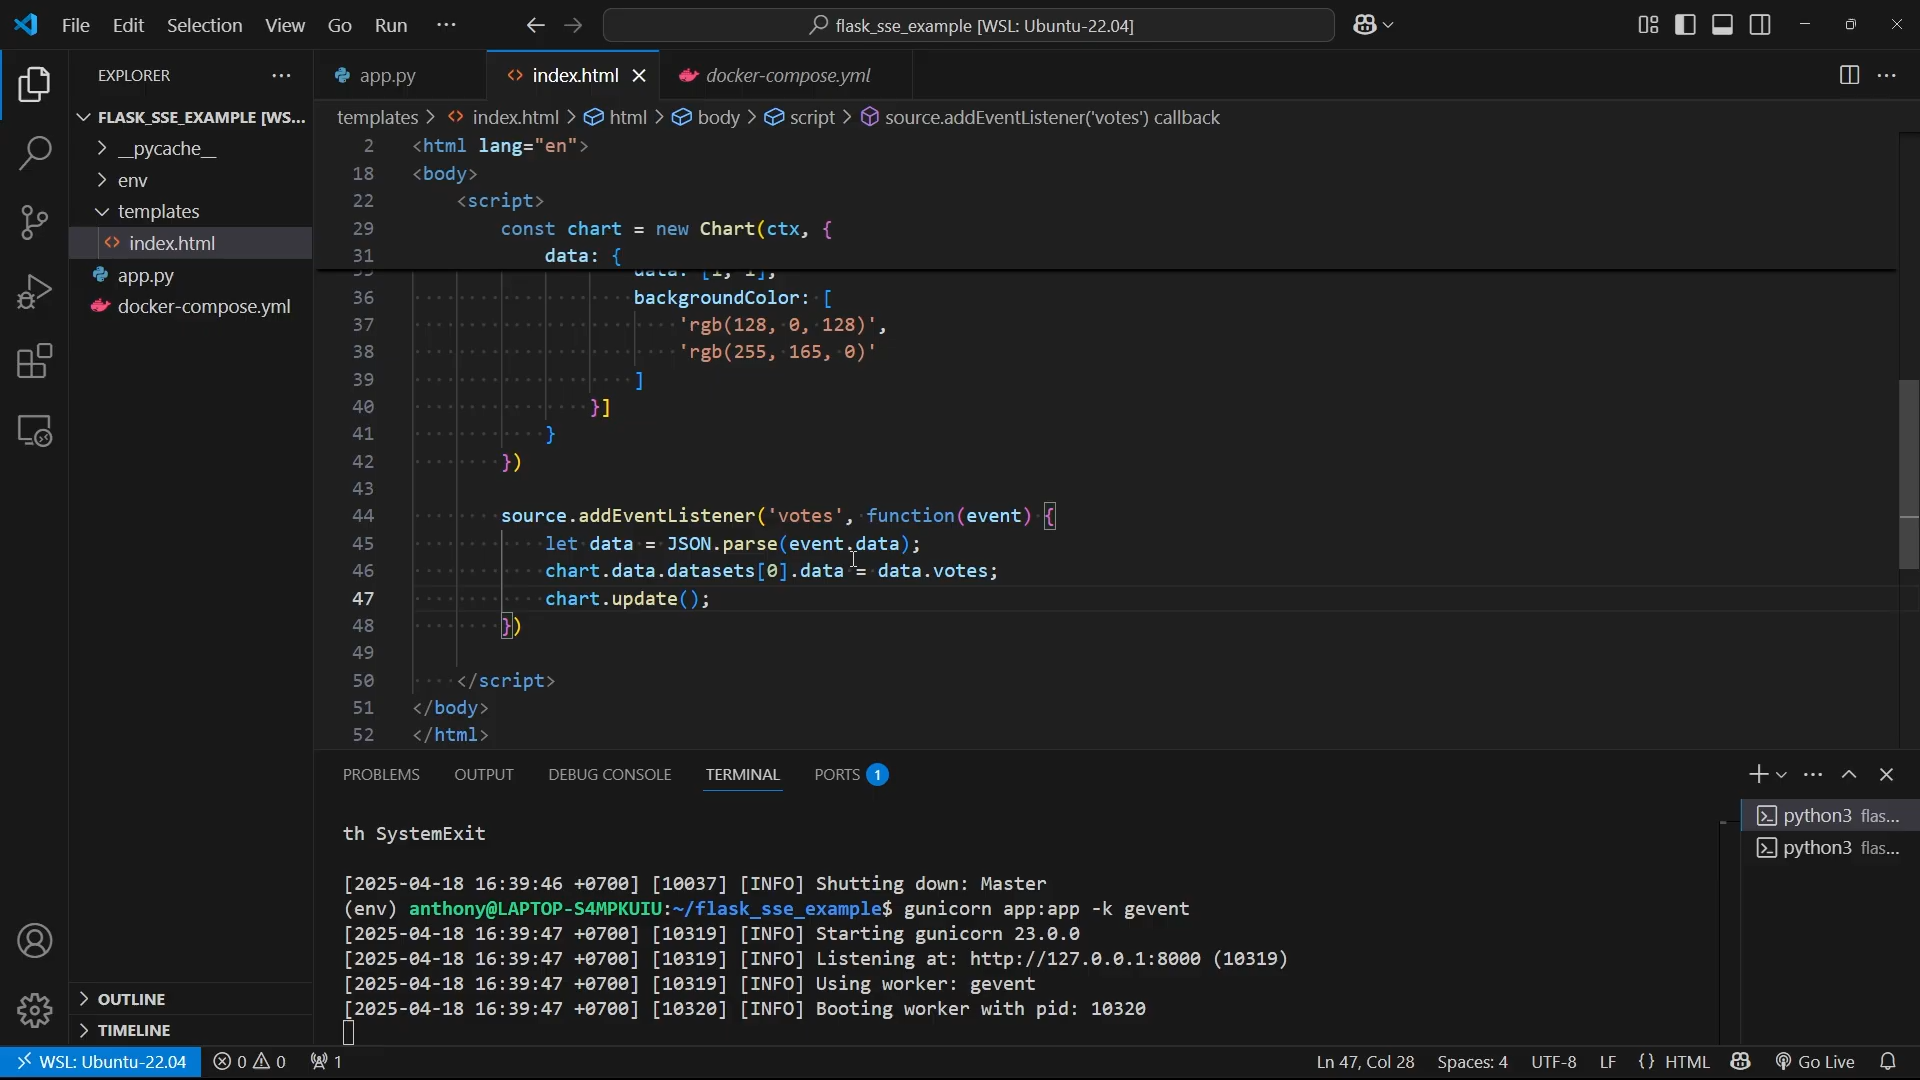 File Edit Selection View Go Run ···
flask_sse_example [WSL: Ubuntu-22.04]
EXPLORER
FLASK_SSE_EXAMPLE [WS...
__pycache__
env
templates
index.html
app.py
docker-compose.yml
OUTLINE
TIMELINE
app.py index.html docker-compose.yml
templates > index.html > html > body > script > source.addEventListener('votes') callback
2 <html lang="en">
18 <body>
22 <script>
29 const chart = new Chart(ctx, {
31 data: {
35 data: [1, 1],
36 backgroundColor: [
37 'rgb(128, 0, 128)',
38 'rgb(255, 165, 0)'
39 ]
40 }]
41 }
42 })
43
44 source.addEventListener('votes', function(event) {
45 let data = JSON.parse(event.data);
46 chart.data.datasets[0].data = data.votes;
47 chart.update();
48 })
49
50 </script>
51 </body>
52 </html>
PROBLEMS OUTPUT DEBUG CONSOLE TERMINAL PORTS 1
python3 flas...
python3 flas...
th SystemExit
[2025-04-18 16:39:46 +0700] [10037] [INFO] Shutting down: Master
(env) anthony@LAPTOP-S4MPKUIU:~/flask_sse_example$ gunicorn app:app -k gevent
[2025-04-18 16:39:47 +0700] [10319] [INFO] Starting gunicorn 23.0.0
[2025-04-18 16:39:47 +0700] [10319] [INFO] Listening at: http://127.0.0.1:8000 (10319)
[2025-04-18 16:39:47 +0700] [10319] [INFO] Using worker: gevent
[2025-04-18 16:39:47 +0700] [10320] [INFO] Booting worker with pid: 10320
WSL: Ubuntu-22.04 0 0 1 Ln 47, Col 28 Spaces: 4 UTF-8 LF {} HTML Go Live